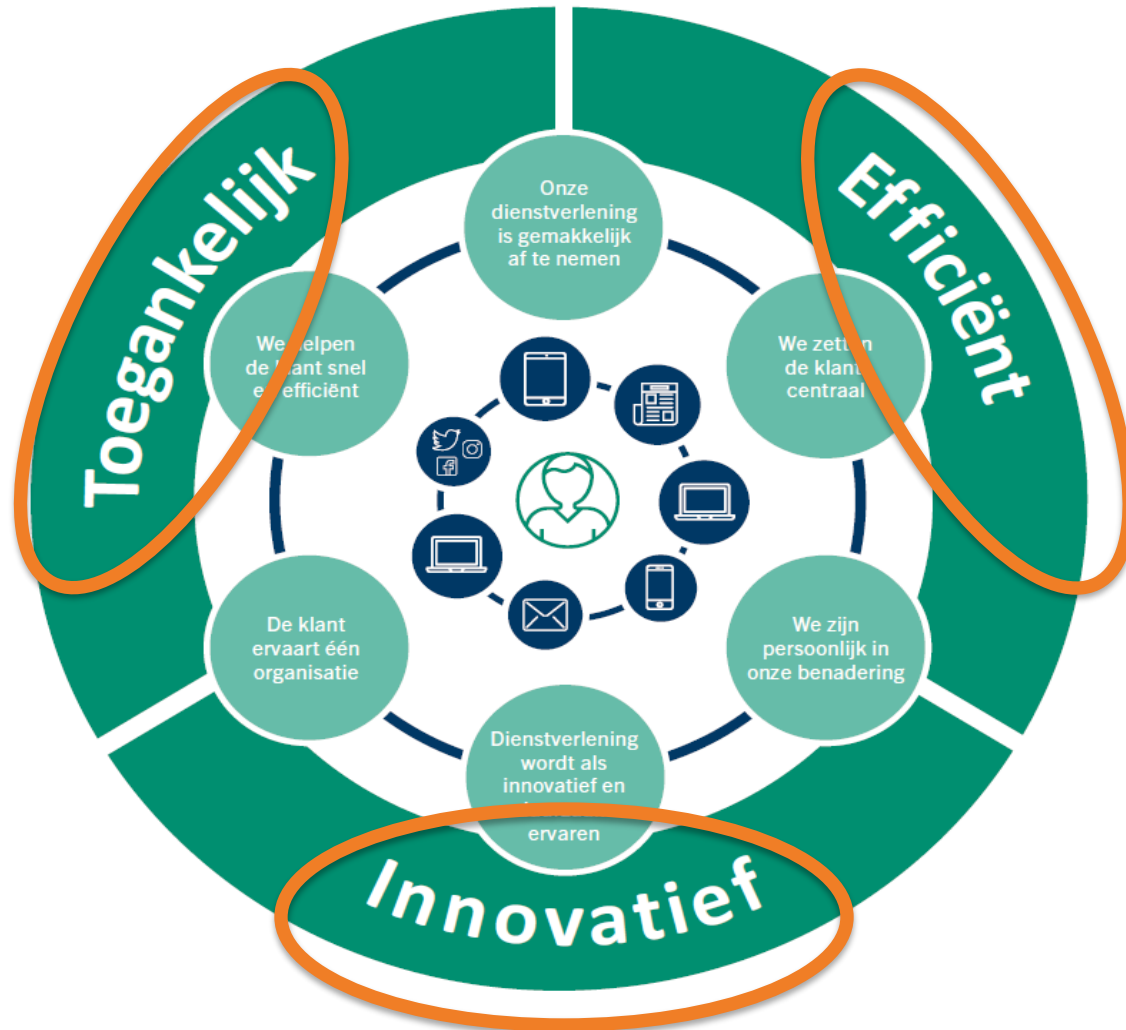 Toegankelijk
Efficiënt
Onze
dienstverlening
is gemakkelijk
af te nemen
We helpen
de klant snel
en efficiënt
We zetten
de klant
centraal
De klant
ervaart één
organisatie
We zijn
persoonlijk in
onze benadering
Dienstverlening
wordt als
innovatief en
ervaren
Innovatief